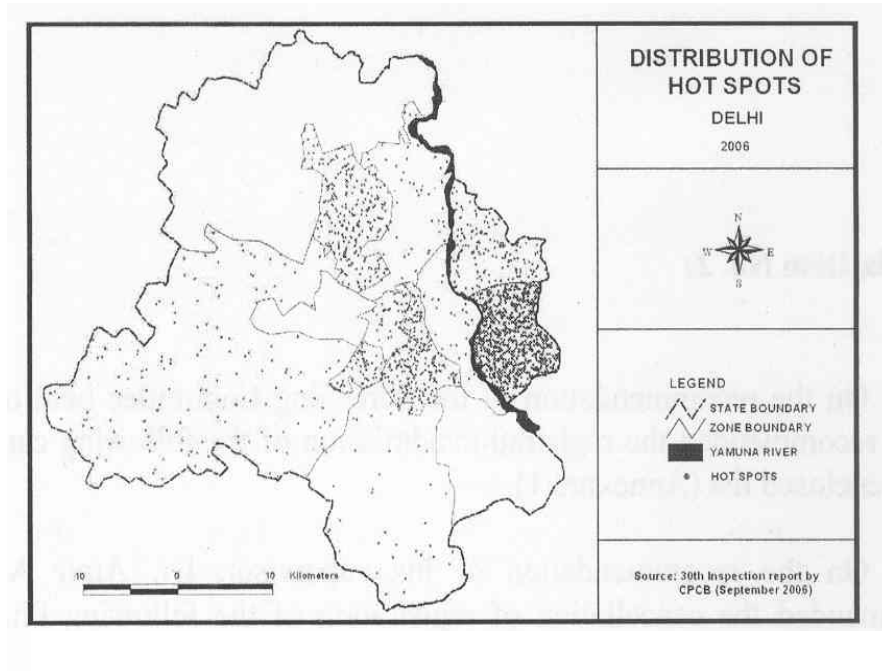 DISTRIBUTION OF
HOT SPOTS
DELHI
2006
N
W E
S
LEGEND
STATE BOUNDARY
ZONE BOUNDARY
YAMUNA RIVER
HOT SPOTS
10 0 10 Kilometers
Source: 30th Inspection report by
CPCB (September 2006)